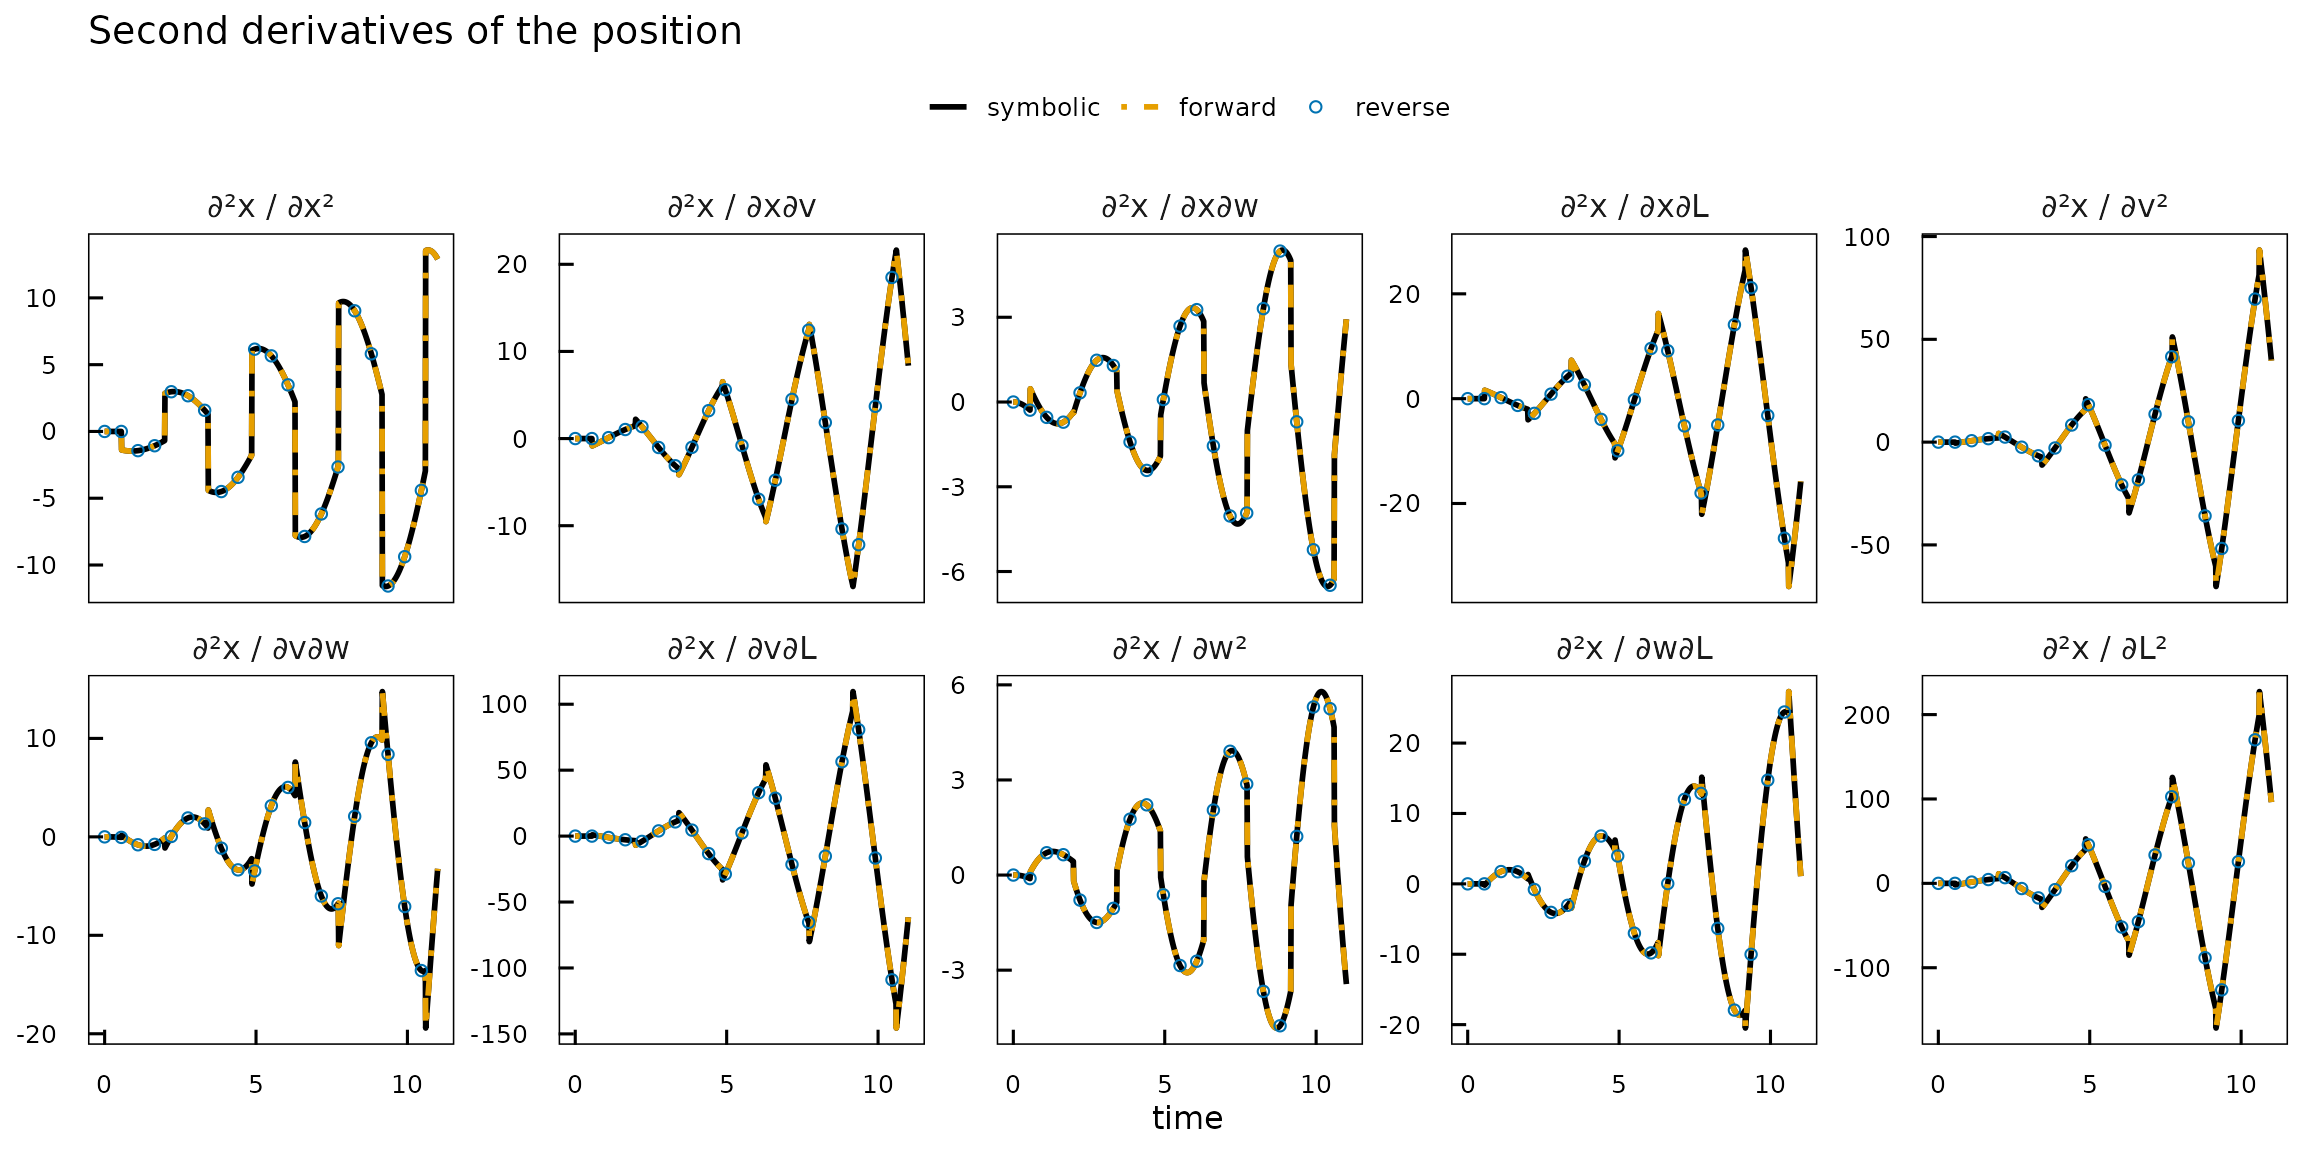 Second derivatives of the position
symbolic forward reverse
∂²x / ∂x² ∂²x / ∂x∂v ∂²x / ∂x∂w ∂²x / ∂x∂L ∂²x / ∂v²
10 5 0 -5 -10
20 10 0 -10
3 0 -3 -6
20 0 -20
100 50 0 -50
∂²x / ∂v∂w ∂²x / ∂v∂L ∂²x / ∂w² ∂²x / ∂w∂L ∂²x / ∂L²
10 0 -10 -20
100 50 0 -50 -100 -150
6 3 0 -3
20 10 0 -10 -20
200 100 0 -100
0 5 10 0 5 10 0 5 10 0 5 10 0 5 10
time